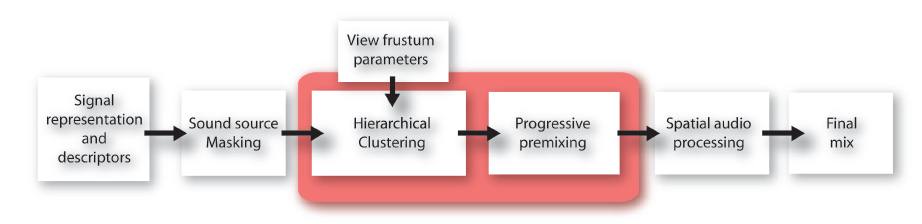 View frustum
parameters
Signal
representation
and
descriptors
Sound source
Masking
Hierarchical
Clustering
Progressive
premixing
Spatial audio
processing
Final
mix